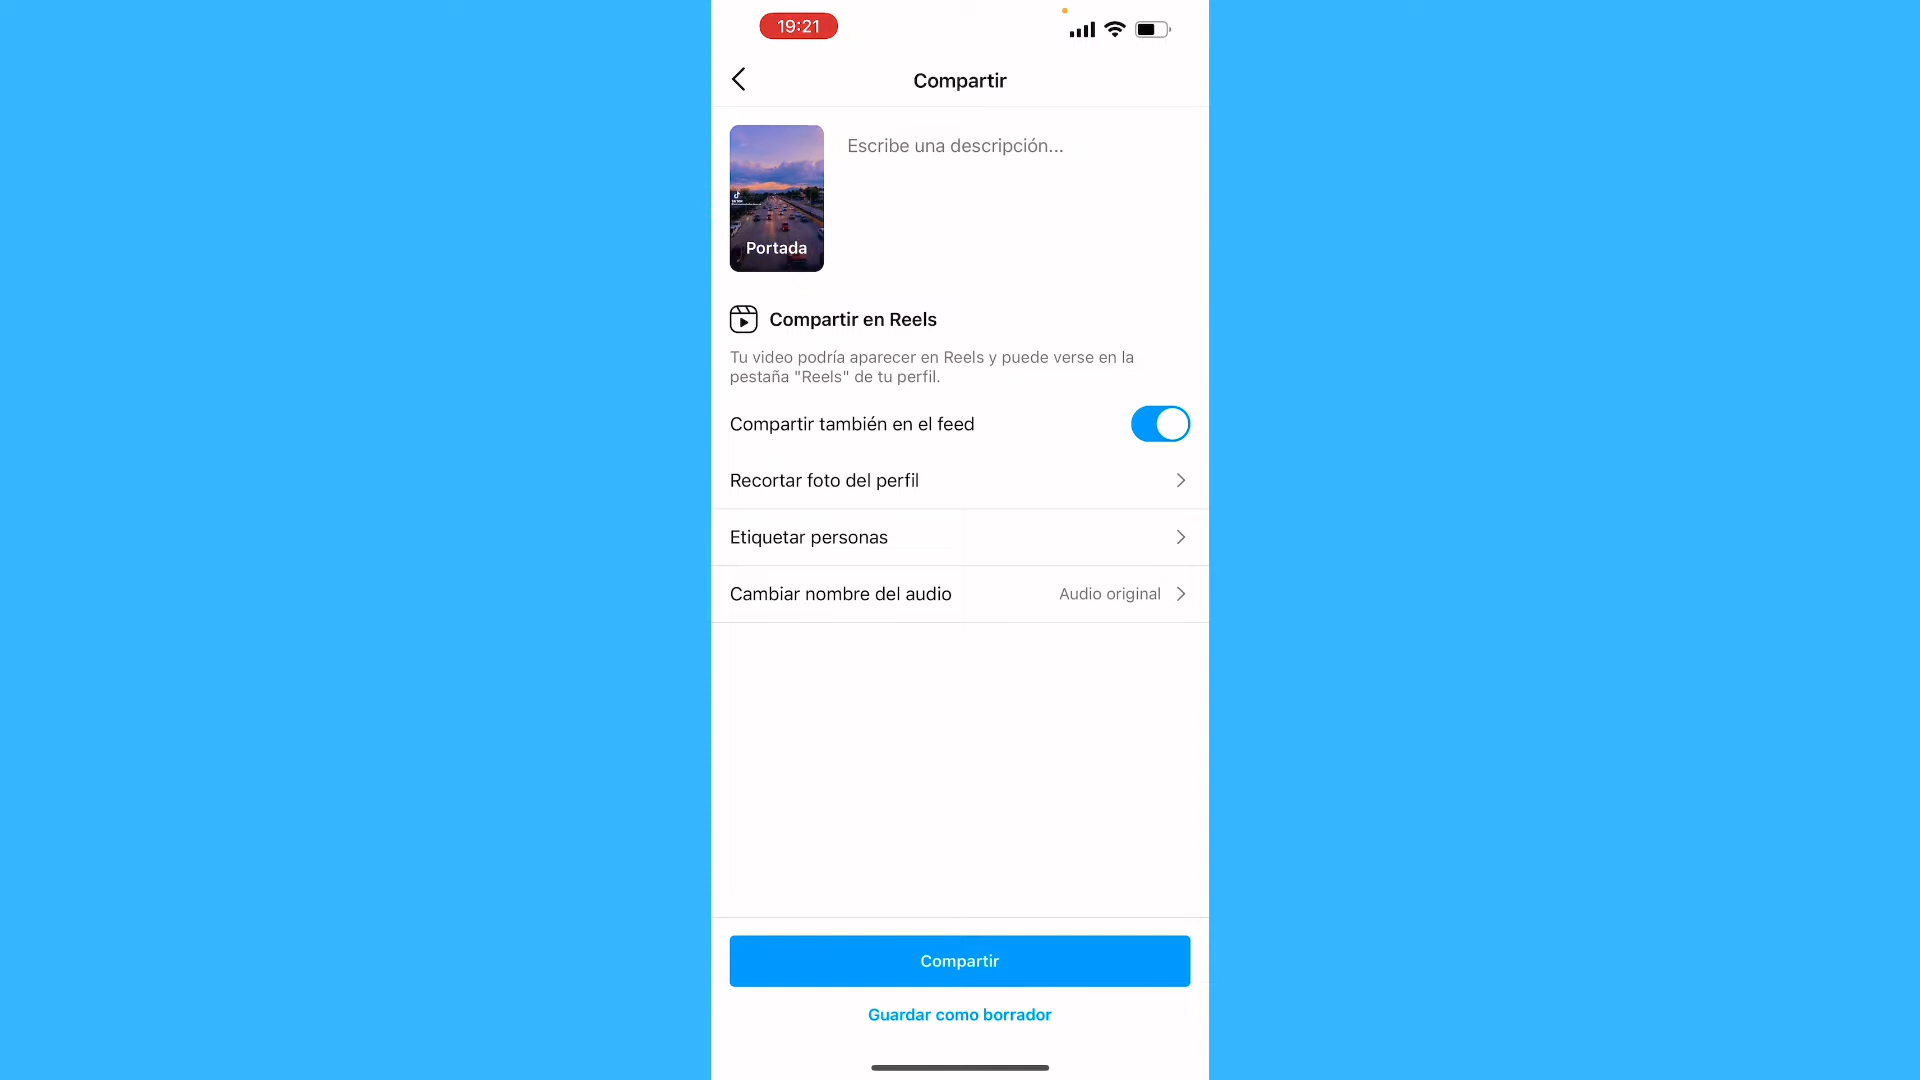 19:21
Compartir
Escribe una descripción...
Portada
Compartir en Reels
Tu video podría aparecer en Reels y puede verse en la
pestaña "Reels" de tu perfil.
Compartir también en el feed
Recortar foto del perfil
Etiquetar personas
Cambiar nombre del audio Audio original
Compartir
Guardar como borrador